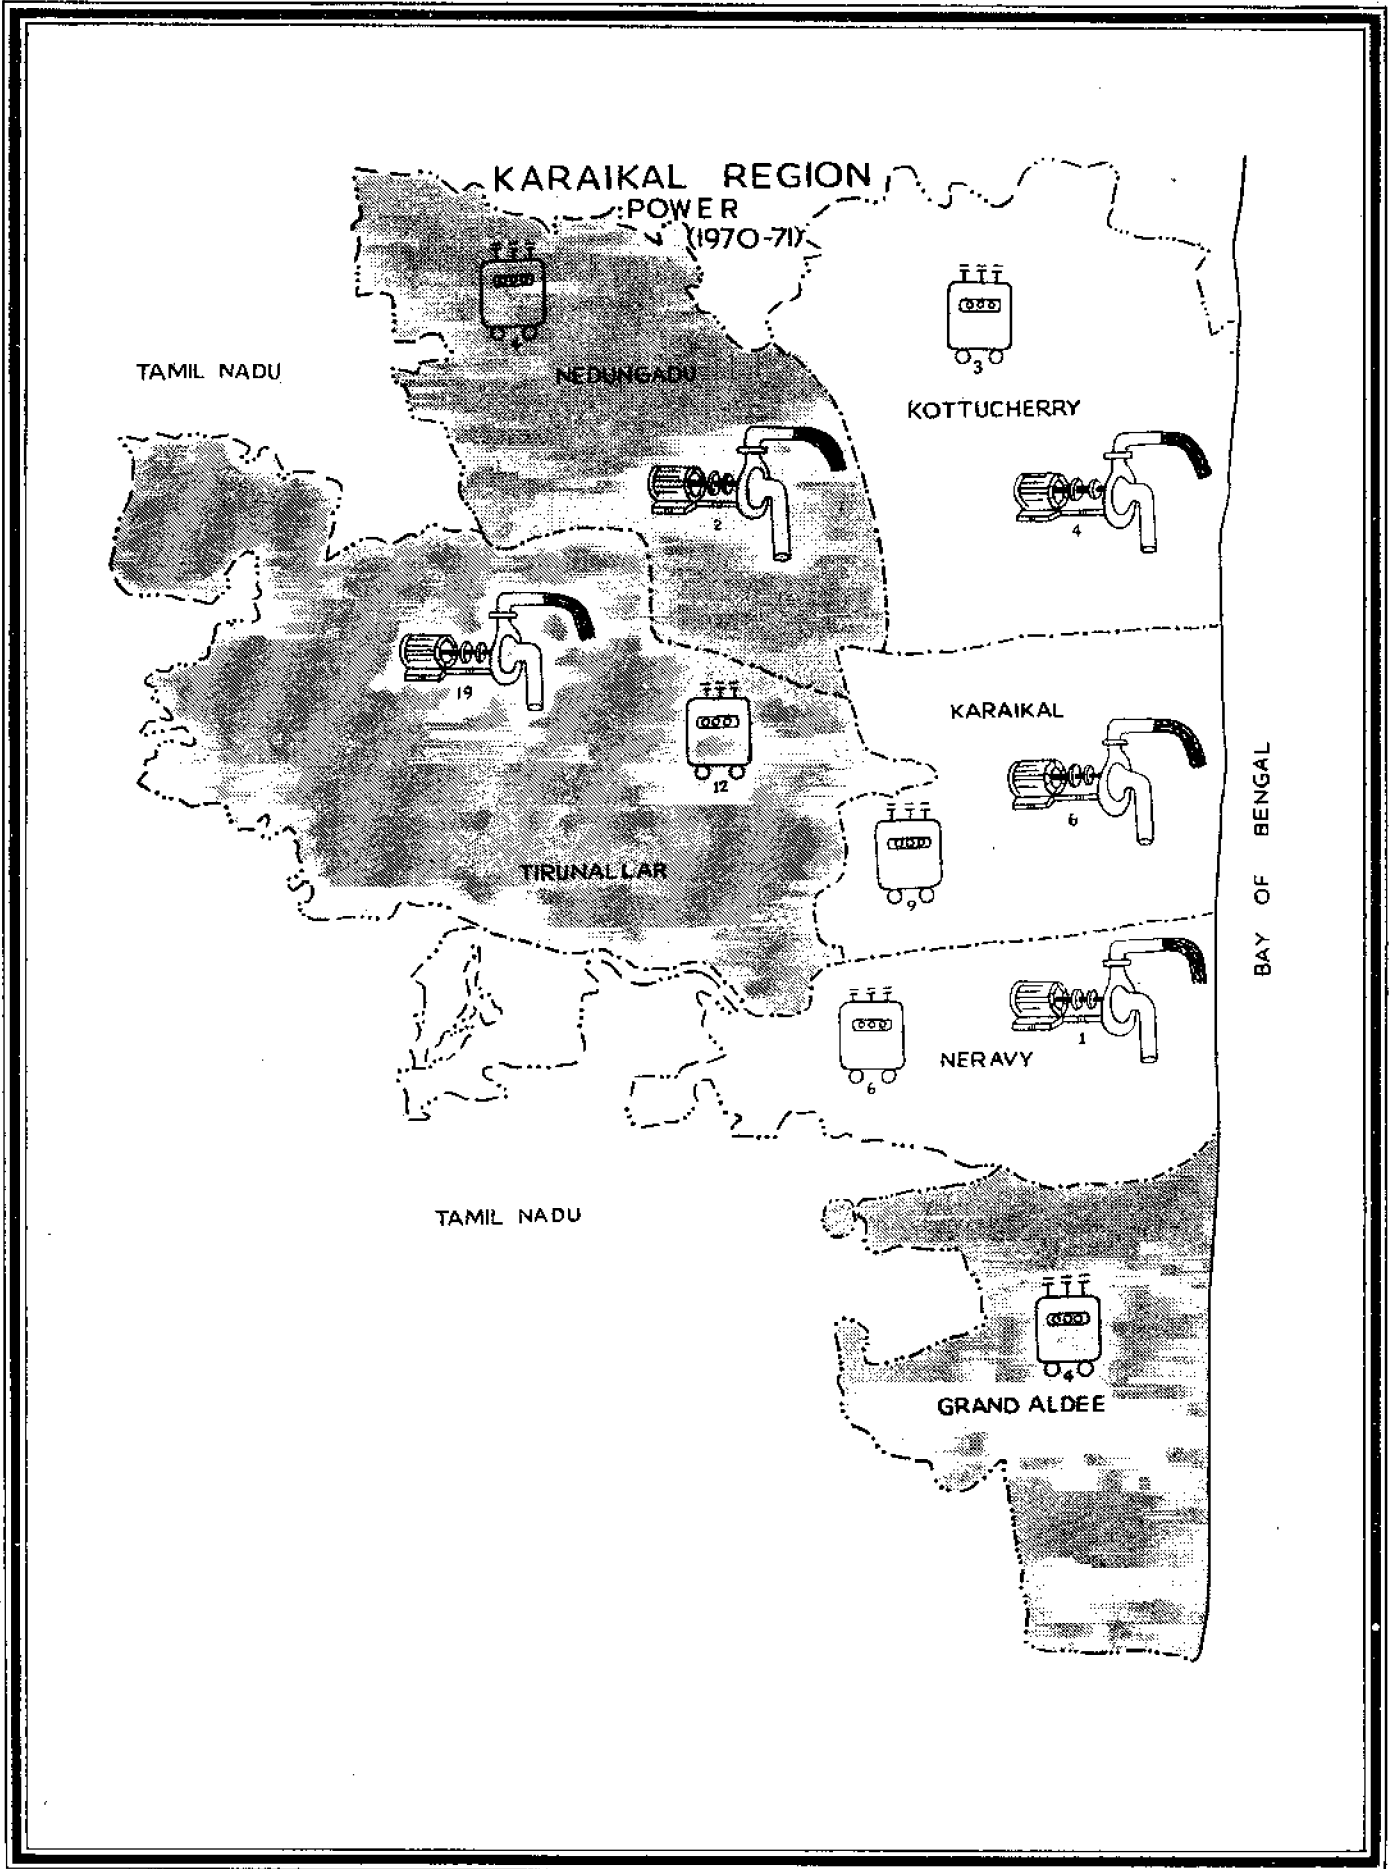 KARAIKAL REGION
POWER
(1970-71)
3
TAMIL NADU
NEDUNGADU
KOTTUCHERRY
2
4
19
KARAIKAL
12
6
TIRUNALLAR
9
BAY OF BENGAL
1
NERAVY
6
TAMIL NADU
4
GRAND ALDEE